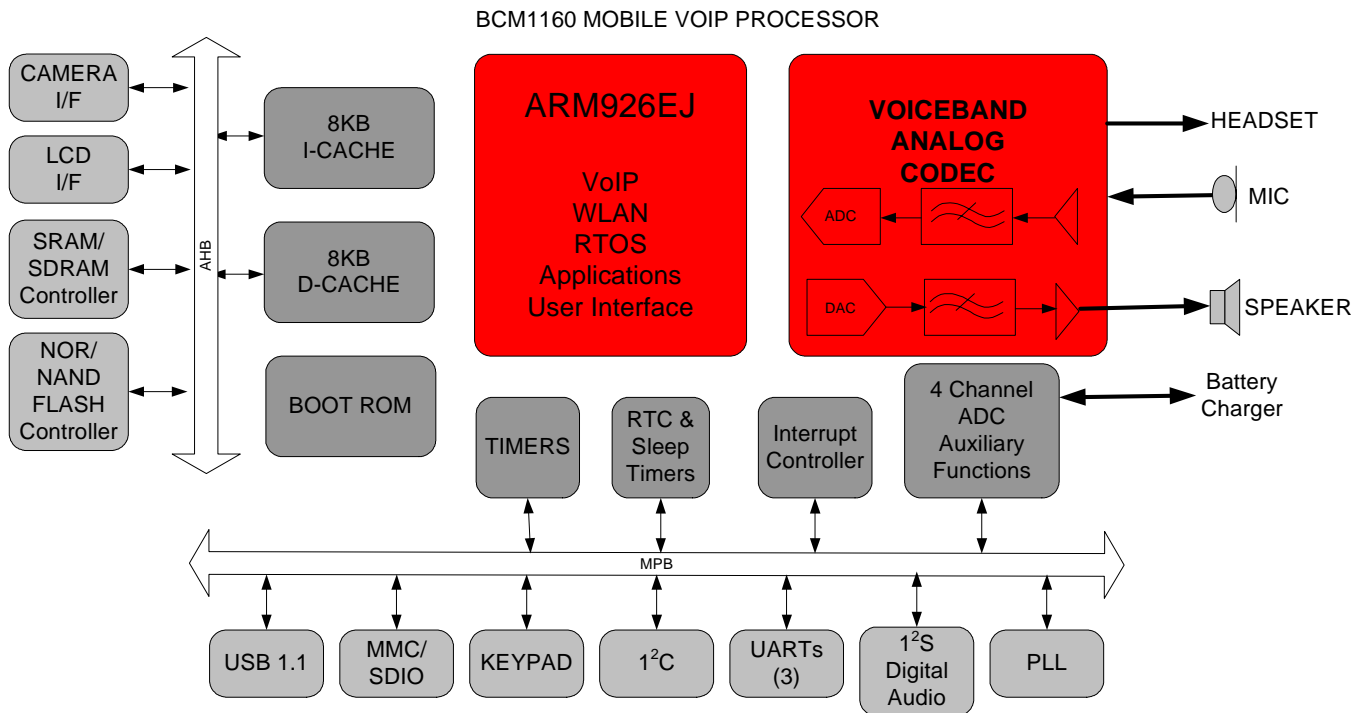 BCM1160 MOBILE VOIP PROCESSOR
CAMERA
I/F
LCD
I/F
SRAM/
SDRAM
Controller
NOR/
NAND
FLASH
Controller
AHB
8KB
I-CACHE
8KB
D-CACHE
BOOT ROM
ARM926EJ
VoIP
WLAN
RTOS
Applications
User Interface
VOICEBAND
ANALOG
CODEC
ADC
DAC
HEADSET
MIC
SPEAKER
Battery
Charger
TIMERS
RTC &
Sleep
Timers
Interrupt
Controller
4 Channel
ADC
Auxiliary
Functions
MPB
USB 1.1
MMC/
SDIO
KEYPAD
1²C
UARTs
(3)
1²S
Digital
Audio
PLL